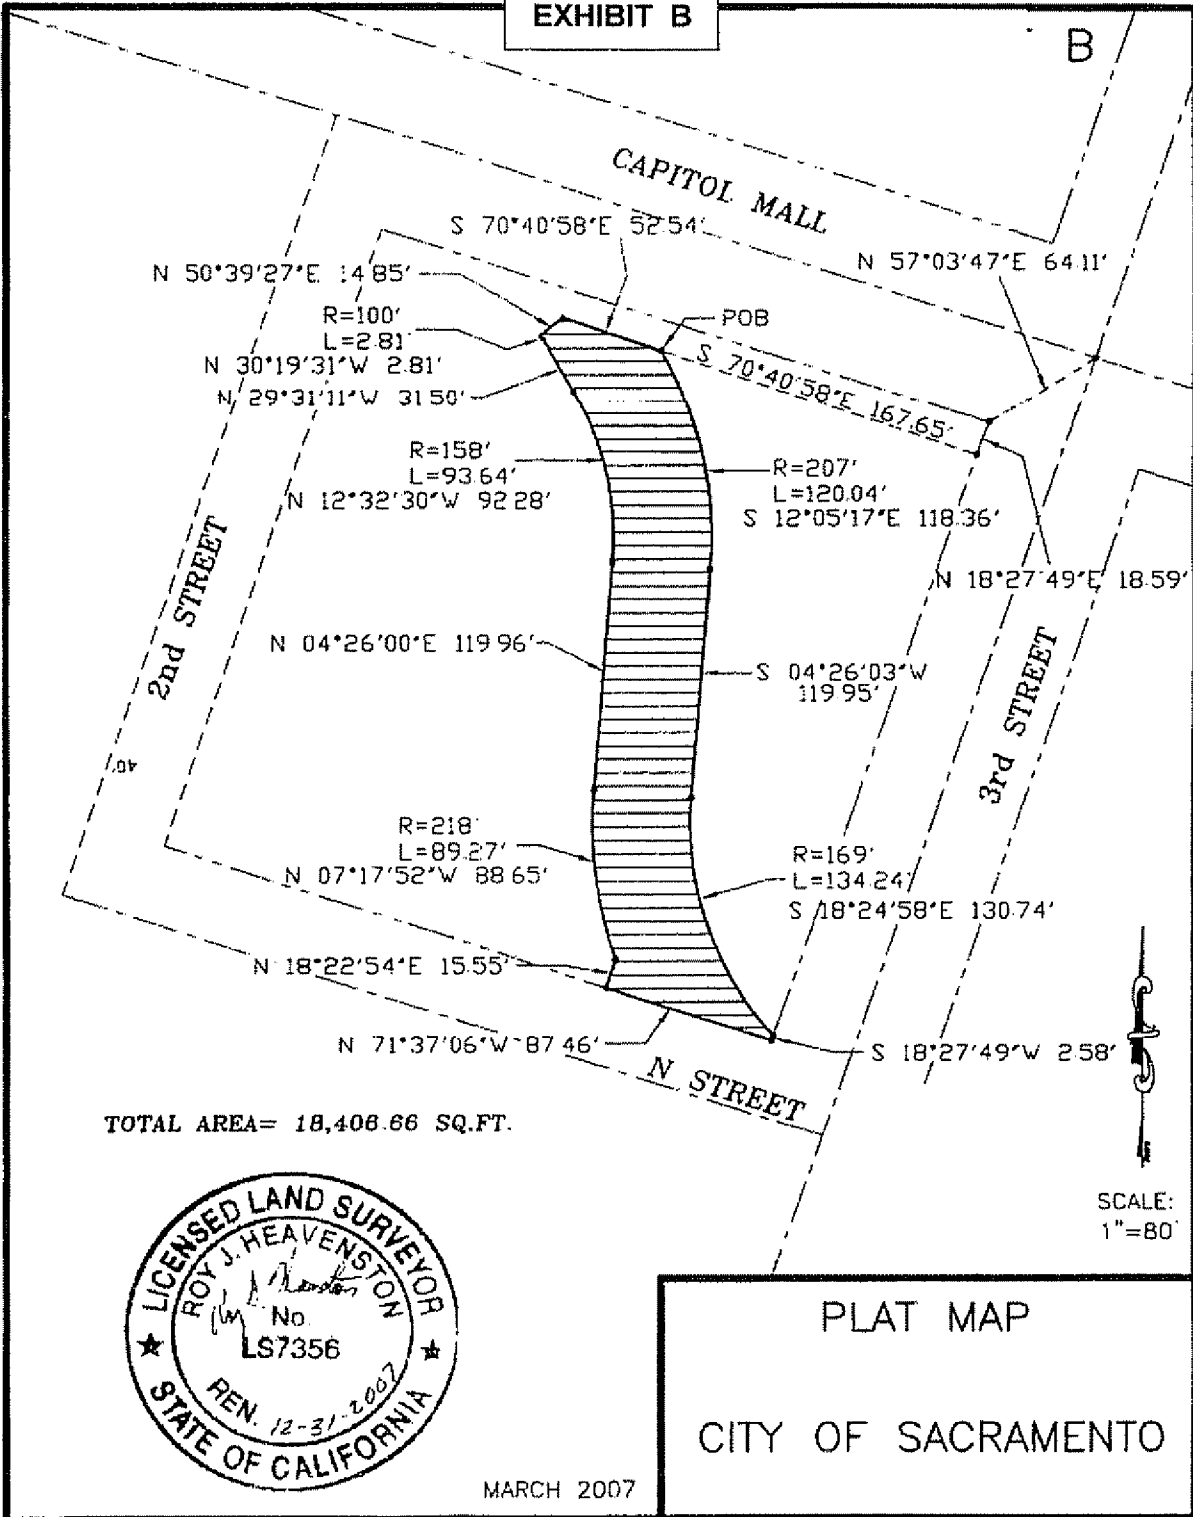 EXHIBIT B
B
CAPITOL MALL
S 70°40'58"E 52.54'
N 57°03'47"E 64.11'
N 50°39'27"E 14.85'
R=100'
L=2.81'
N 30°19'31"W 2.81'
N 29°31'11"W 31.50'
POB
S 70°40'58"E 167.65'
R=158'
L=93.64'
N 12°32'30"W 92.28'
R=207'
L=120.04'
S 12°05'17"E 118.36'
N 18°27'49"E 18.59'
2nd STREET
N 04°26'00"E 119.96'
S 04°26'03"W
119.95'
3rd STREET
40'
R=218'
L=89.27'
N 07°17'52"W 88.65'
R=169'
L=134.24'
S 18°24'58"E 130.74'
N 18°22'54"E 15.55'
N 71°37'06"W 87.46'
S 18°27'49"W 2.58'
N STREET
TOTAL AREA= 18,406.66 SQ.FT.
SCALE:
1"=80'
LICENSED LAND SURVEYOR
ROY J. HEAVENSTON
No.
LS7356
REN. 12-31-2007
STATE OF CALIFORNIA
MARCH 2007
PLAT MAP
CITY OF SACRAMENTO